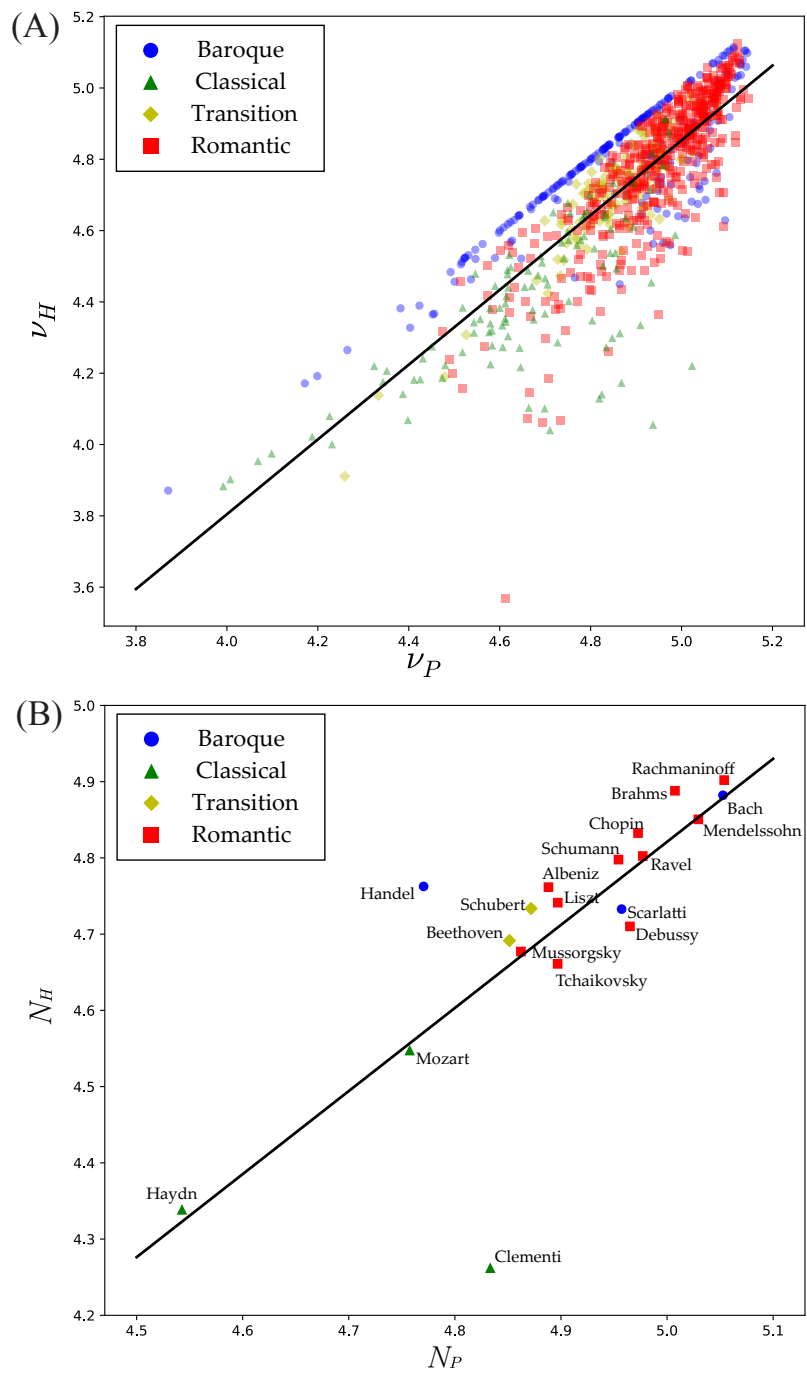 (A)
Baroque
Classical
Transition
Romantic
5.2
5.0
4.8
4.6
4.4
4.2
4.0
3.8
3.6
ν_H
3.8 4.0 4.2 4.4 4.6 4.8 5.0 5.2
ν_P
(B)
Baroque
Classical
Transition
Romantic
5.0
4.9
4.8
4.7
4.6
4.5
4.4
4.3
4.2
N_H
Rachmaninoff
Brahms
Bach
Chopin
Mendelssohn
Schumann
Ravel
Albeniz
Handel
Liszt
Schubert
Scarlatti
Beethoven
Debussy
Mussorgsky
Tchaikovsky
Mozart
Haydn
Clementi
4.5 4.6 4.7 4.8 4.9 5.0 5.1
N_P